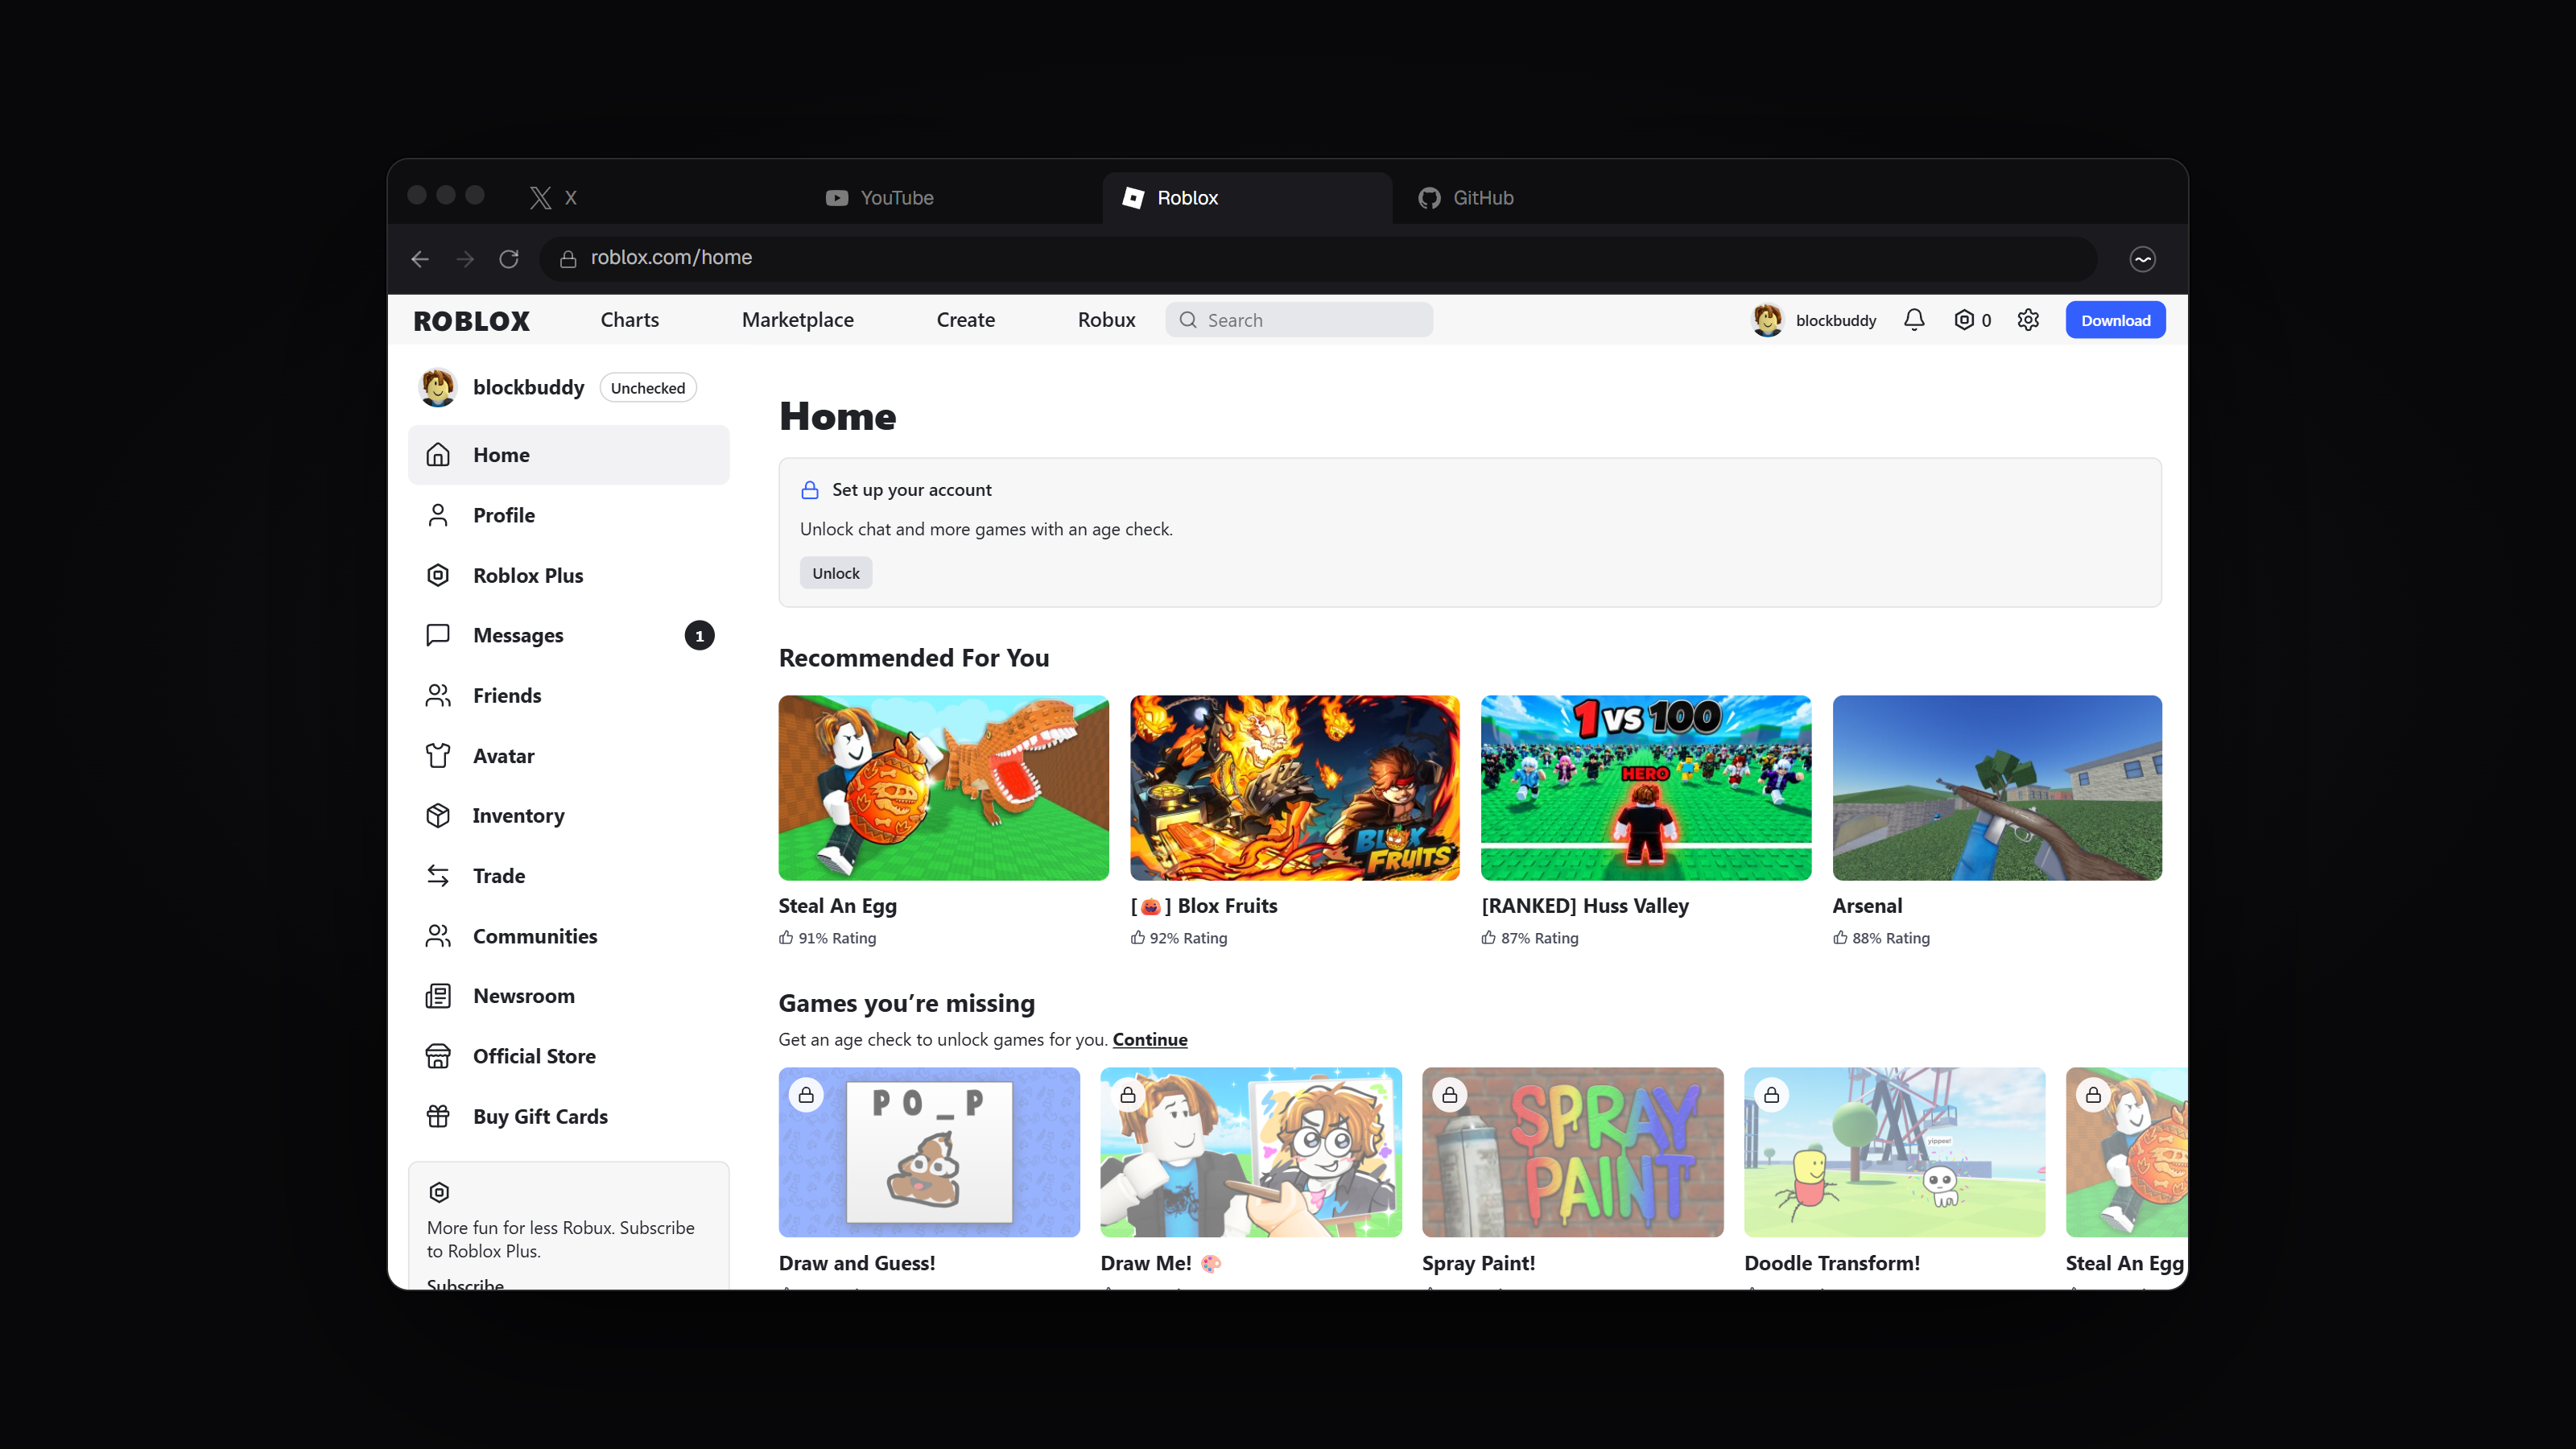 X
YouTube
Roblox
GitHub
roblox.com/home
ROBLOX
Charts
Marketplace
Create
Robux
Search
blockbuddy
0
Download
blockbuddy
Unchecked
Home
Profile
Roblox Plus
Messages
1
Friends
Avatar
Inventory
Trade
Communities
Newsroom
Official Store
Buy Gift Cards
More fun for less Robux. Subscribe
to Roblox Plus.
Subscribe
Home
Set up your account
Unlock chat and more games with an age check.
Unlock
Recommended For You
BLOX
FRUITS
1 VS 100
HERO
Steal An Egg
91% Rating
[🎃] Blox Fruits
92% Rating
[RANKED] Huss Valley
87% Rating
Arsenal
88% Rating
Games you’re missing
Get an age check to unlock games for you. Continue
P O _ P
SPRAY
PAINT
yippee!
Draw and Guess!
Draw Me! 🎨
Spray Paint!
Doodle Transform!
Steal An Egg